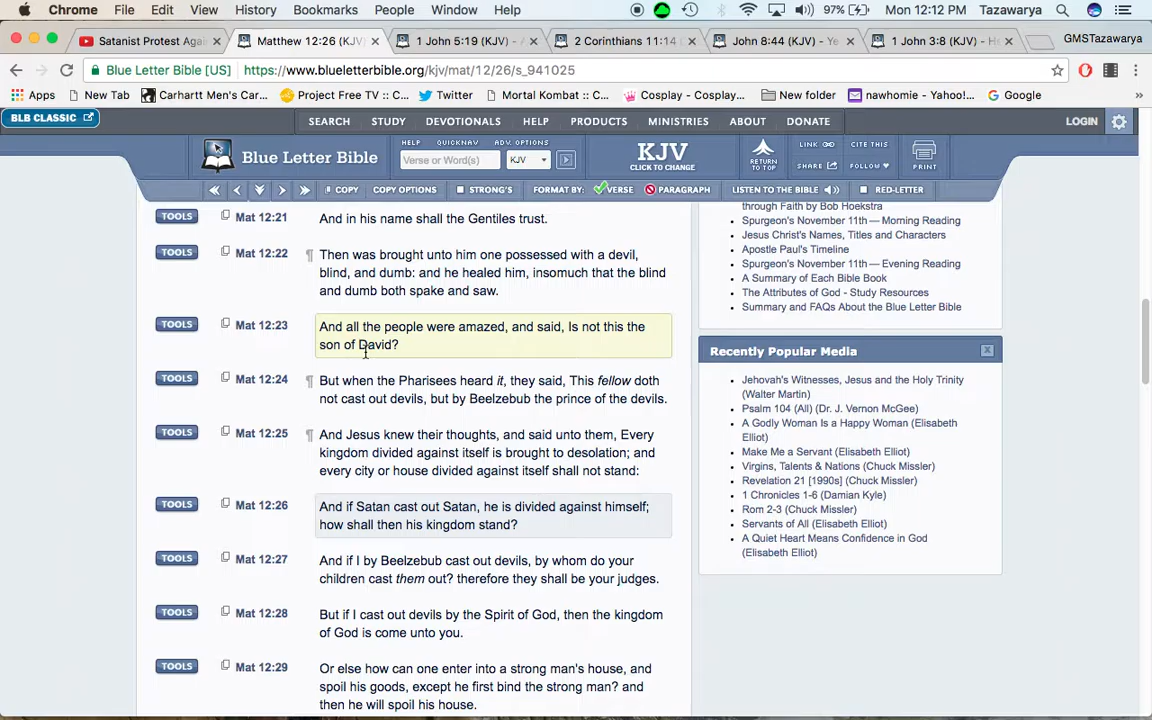 Chrome File Edit View History Bookmarks People Window Help 97% Mon 12:12 PM Tazawarya
Satanist Protest Agai × Matthew 12:26 (KJV) × 1 John 5:19 (KJV) - A × 2 Corinthians 11:14 ( × John 8:44 (KJV) - Ye × 1 John 3:8 (KJV) - He × GMSTazawarya
Blue Letter Bible [US] https://www.blueletterbible.org/kjv/mat/12/26/s_941025
Apps New Tab Carhartt Men's Car... Project Free TV :: C... Twitter Mortal Kombat :: C... Cosplay - Cosplay... New folder nawhomie - Yahoo!... Google »
BLB CLASSIC SEARCH STUDY DEVOTIONALS HELP PRODUCTS MINISTRIES ABOUT DONATE LOGIN
HELP QUICKNAV ADV. OPTIONS
Blue Letter Bible Verse or Word(s) KJV
KJV
CLICK TO CHANGE
RETURN
TO TOP
LINK CITE THIS
SHARE FOLLOW
PRINT
COPY COPY OPTIONS STRONG'S FORMAT BY: VERSE PARAGRAPH LISTEN TO THE BIBLE RED-LETTER
TOOLS Mat 12:21 And in his name shall the Gentiles trust.
TOOLS Mat 12:22 ¶ Then was brought unto him one possessed with a devil,
blind, and dumb: and he healed him, insomuch that the blind
and dumb both spake and saw.
TOOLS Mat 12:23 And all the people were amazed, and said, Is not this the
son of David?
TOOLS Mat 12:24 ¶ But when the Pharisees heard it, they said, This fellow doth
not cast out devils, but by Beelzebub the prince of the devils.
TOOLS Mat 12:25 ¶ And Jesus knew their thoughts, and said unto them, Every
kingdom divided against itself is brought to desolation; and
every city or house divided against itself shall not stand:
TOOLS Mat 12:26 And if Satan cast out Satan, he is divided against himself;
how shall then his kingdom stand?
TOOLS Mat 12:27 And if I by Beelzebub cast out devils, by whom do your
children cast them out? therefore they shall be your judges.
TOOLS Mat 12:28 But if I cast out devils by the Spirit of God, then the kingdom
of God is come unto you.
TOOLS Mat 12:29 Or else how can one enter into a strong man's house, and
spoil his goods, except he first bind the strong man? and
then he will spoil his house.
through Faith by Bob Hoekstra
Spurgeon's November 11th — Morning Reading
Jesus Christ's Names, Titles and Characters
Apostle Paul's Timeline
Spurgeon's November 11th — Evening Reading
A Summary of Each Bible Book
The Attributes of God - Study Resources
Summary and FAQs About the Blue Letter Bible
Recently Popular Media
Jehovah's Witnesses, Jesus and the Holy Trinity
(Walter Martin)
Psalm 104 (All) (Dr. J. Vernon McGee)
A Godly Woman Is a Happy Woman (Elisabeth
Elliot)
Make Me a Servant (Elisabeth Elliot)
Virgins, Talents & Nations (Chuck Missler)
Revelation 21 [1990s] (Chuck Missler)
1 Chronicles 1-6 (Damian Kyle)
Rom 2-3 (Chuck Missler)
Servants of All (Elisabeth Elliot)
A Quiet Heart Means Confidence in God
(Elisabeth Elliot)